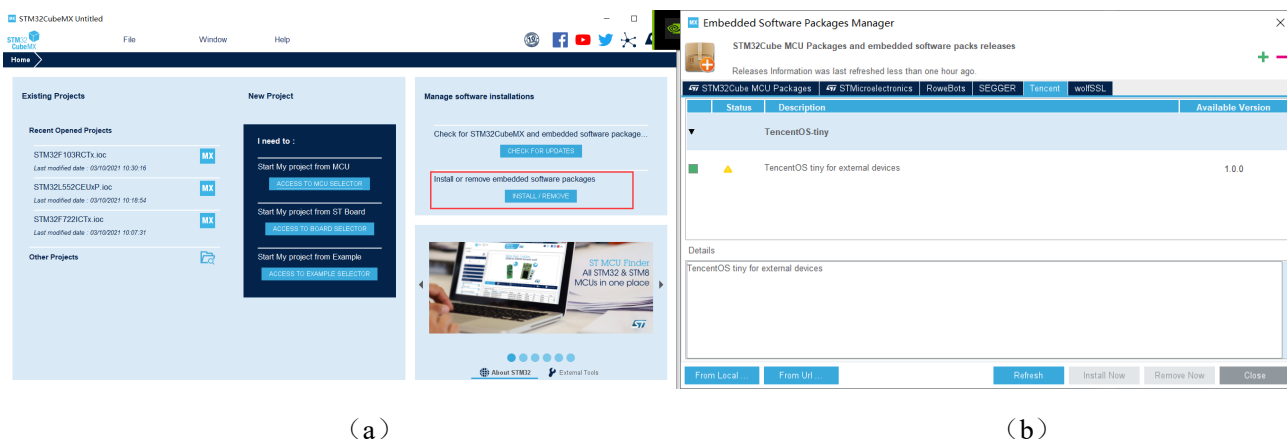 STM32CubeMX Untitled
STM32
CubeMX
File
Window
Help
Home
Existing Projects
Recent Opened Projects
STM32F103RCTx.ioc
MX
Last modified date : 03/10/2021 10:30:16
STM32L552CEUxP.ioc
MX
Last modified date : 03/10/2021 10:16:54
STM32F722ICTx.ioc
MX
Last modified date : 03/10/2021 10:07:31
Other Projects
New Project
I need to :
Start My project from MCU
ACCESS TO MCU SELECTOR
Start My project from ST Board
ACCESS TO BOARD SELECTOR
Start My project from Example
ACCESS TO EXAMPLE SELECTOR
Manage software installations
Check for STM32CubeMX and embedded software package...
CHECK FOR UPDATES
Install or remove embedded software packages
INSTALL / REMOVE
ST MCU Finder
All STM32 & STM8
MCUs in one place
About STM32
External Tools
（a）
MX Embedded Software Packages Manager
STM32Cube MCU Packages and embedded software packs releases
Releases Information was last refreshed less than one hour ago.
STM32Cube MCU Packages
STMicroelectronics
RoweBots
SEGGER
Tencent
wolfSSL
Status
Description
Available Version
TencentOS-tiny
TencentOS tiny for external devices
1.0.0
Details
TencentOS tiny for external devices
From Local ...
From Url ...
Refresh
Install Now
Remove Now
Close
（b）